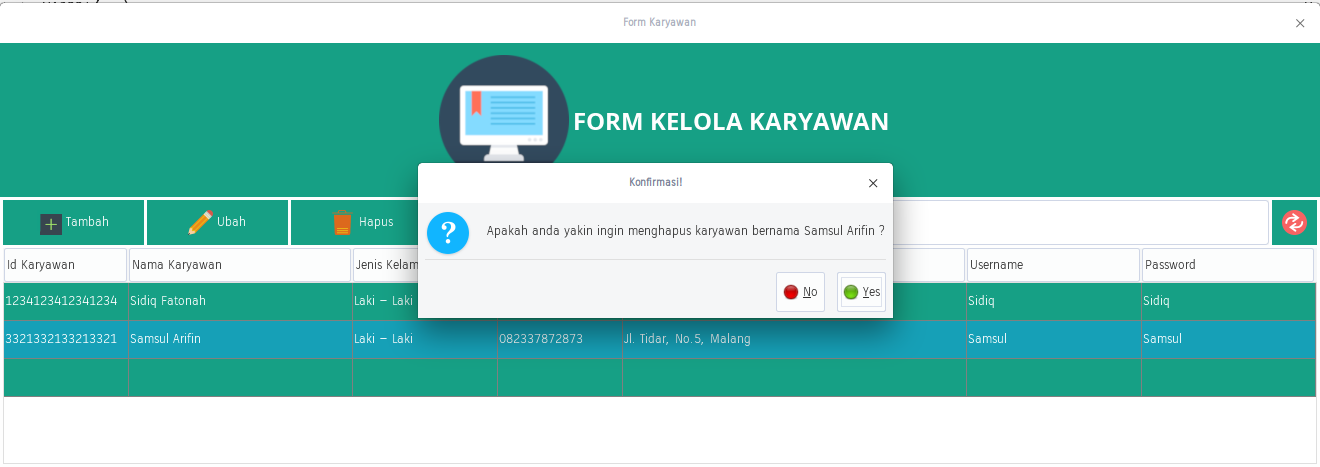 Form Karyawan
FORM KELOLA KARYAWAN
Konfirmasi!
Apakah anda yakin ingin menghapus karyawan bernama Samsul Arifin ?
No Yes
Tambah Ubah Hapus
Id Karyawan Nama Karyawan Jenis Kelam Username Password
1234123412341234 Sidiq Fatonah Laki - Laki Sidiq Sidiq
3321332133213321 Samsul Arifin Laki - Laki 082337872873 Jl. Tidar, No.5, Malang Samsul Samsul